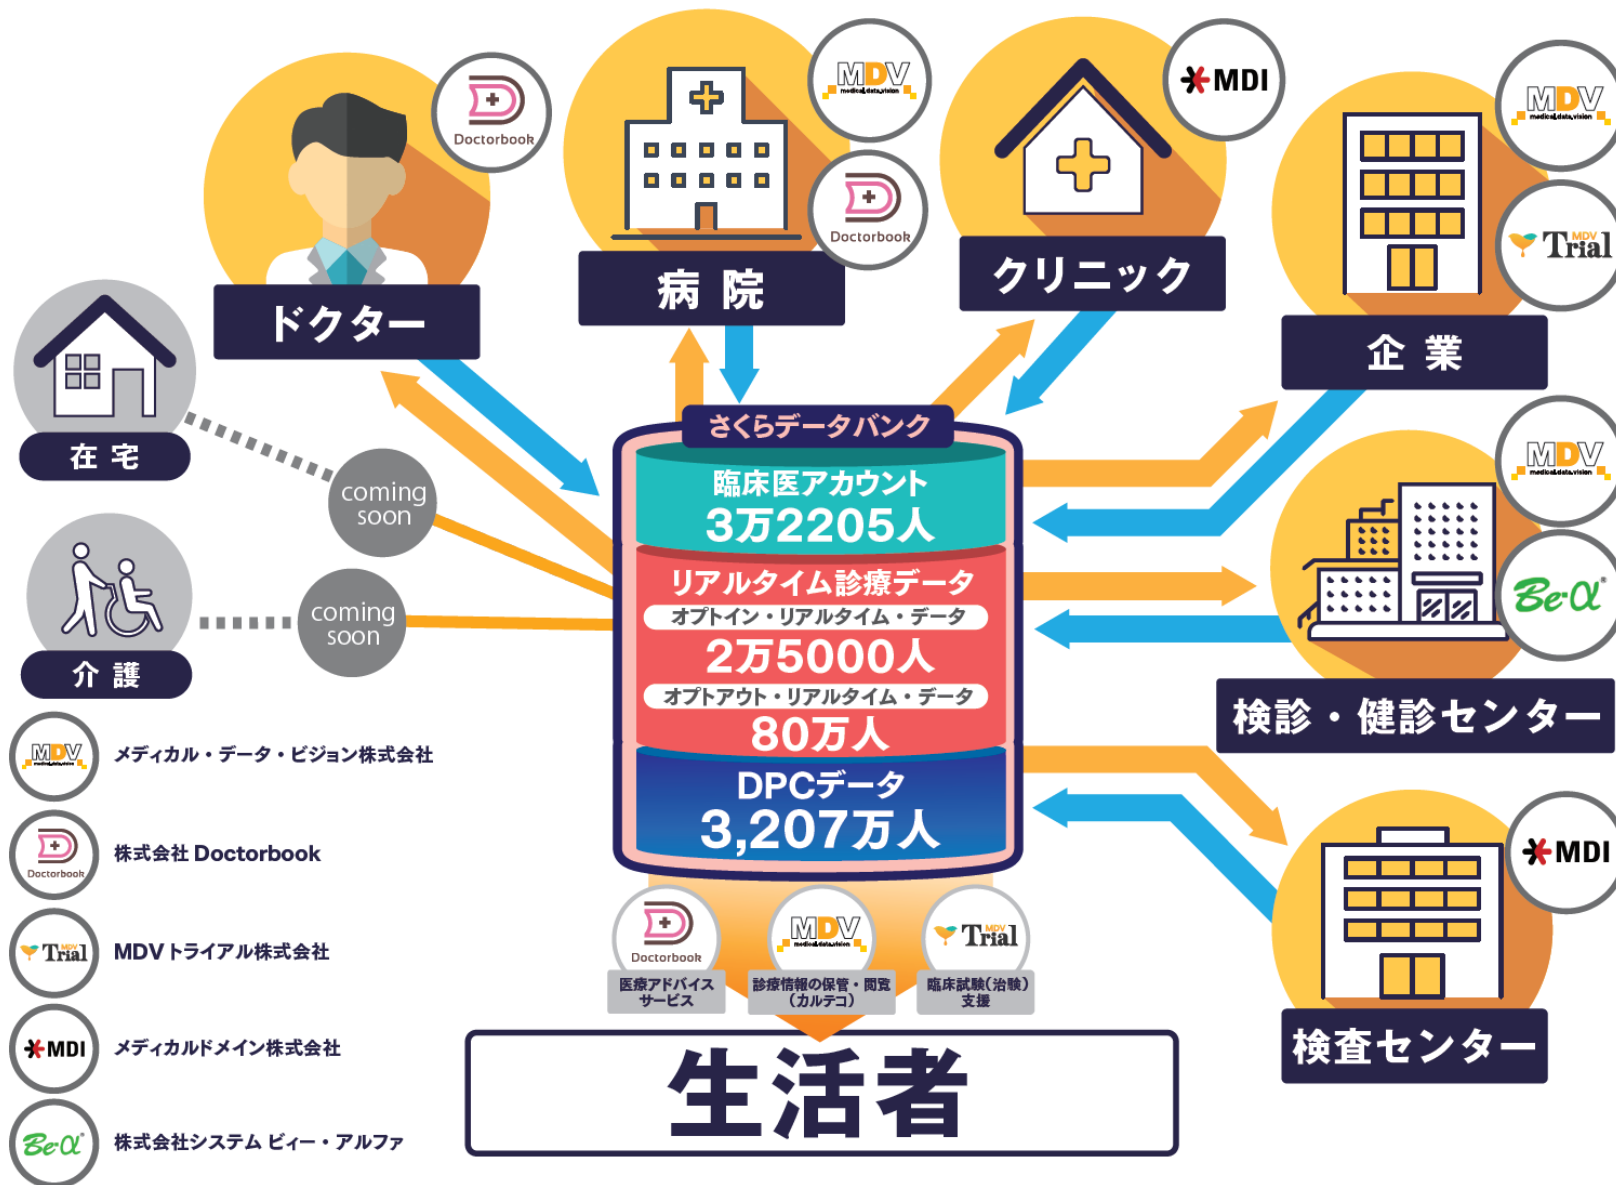 Doctorbook
MDV
medical.data.vision
Doctorbook
MDI
MDV
medical.data.vision
MDV
Trial
ドクター
病院
クリニック
企業
在宅
coming
soon
介護
coming
soon
さくらデータバンク
臨床医アカウント
3万2205人
リアルタイム診療データ
オプトイン・リアルタイム・データ
2万5000人
オプトアウト・リアルタイム・データ
80万人
DPCデータ
3,207万人
MDV
medical.data.vision
Be·α®
検診・健診センター
MDI
検査センター
MDV
medical.data.vision
メディカル・データ・ビジョン株式会社
Doctorbook
株式会社 Doctorbook
MDV
Trial
MDVトライアル株式会社
MDI
メディカルドメイン株式会社
Be·α®
株式会社システム ビィー・アルファ
Doctorbook
医療アドバイス
サービス
MDV
medical.data.vision
診療情報の保管・閲覧
（カルテコ）
MDV
Trial
臨床試験（治験）
支援
生活者